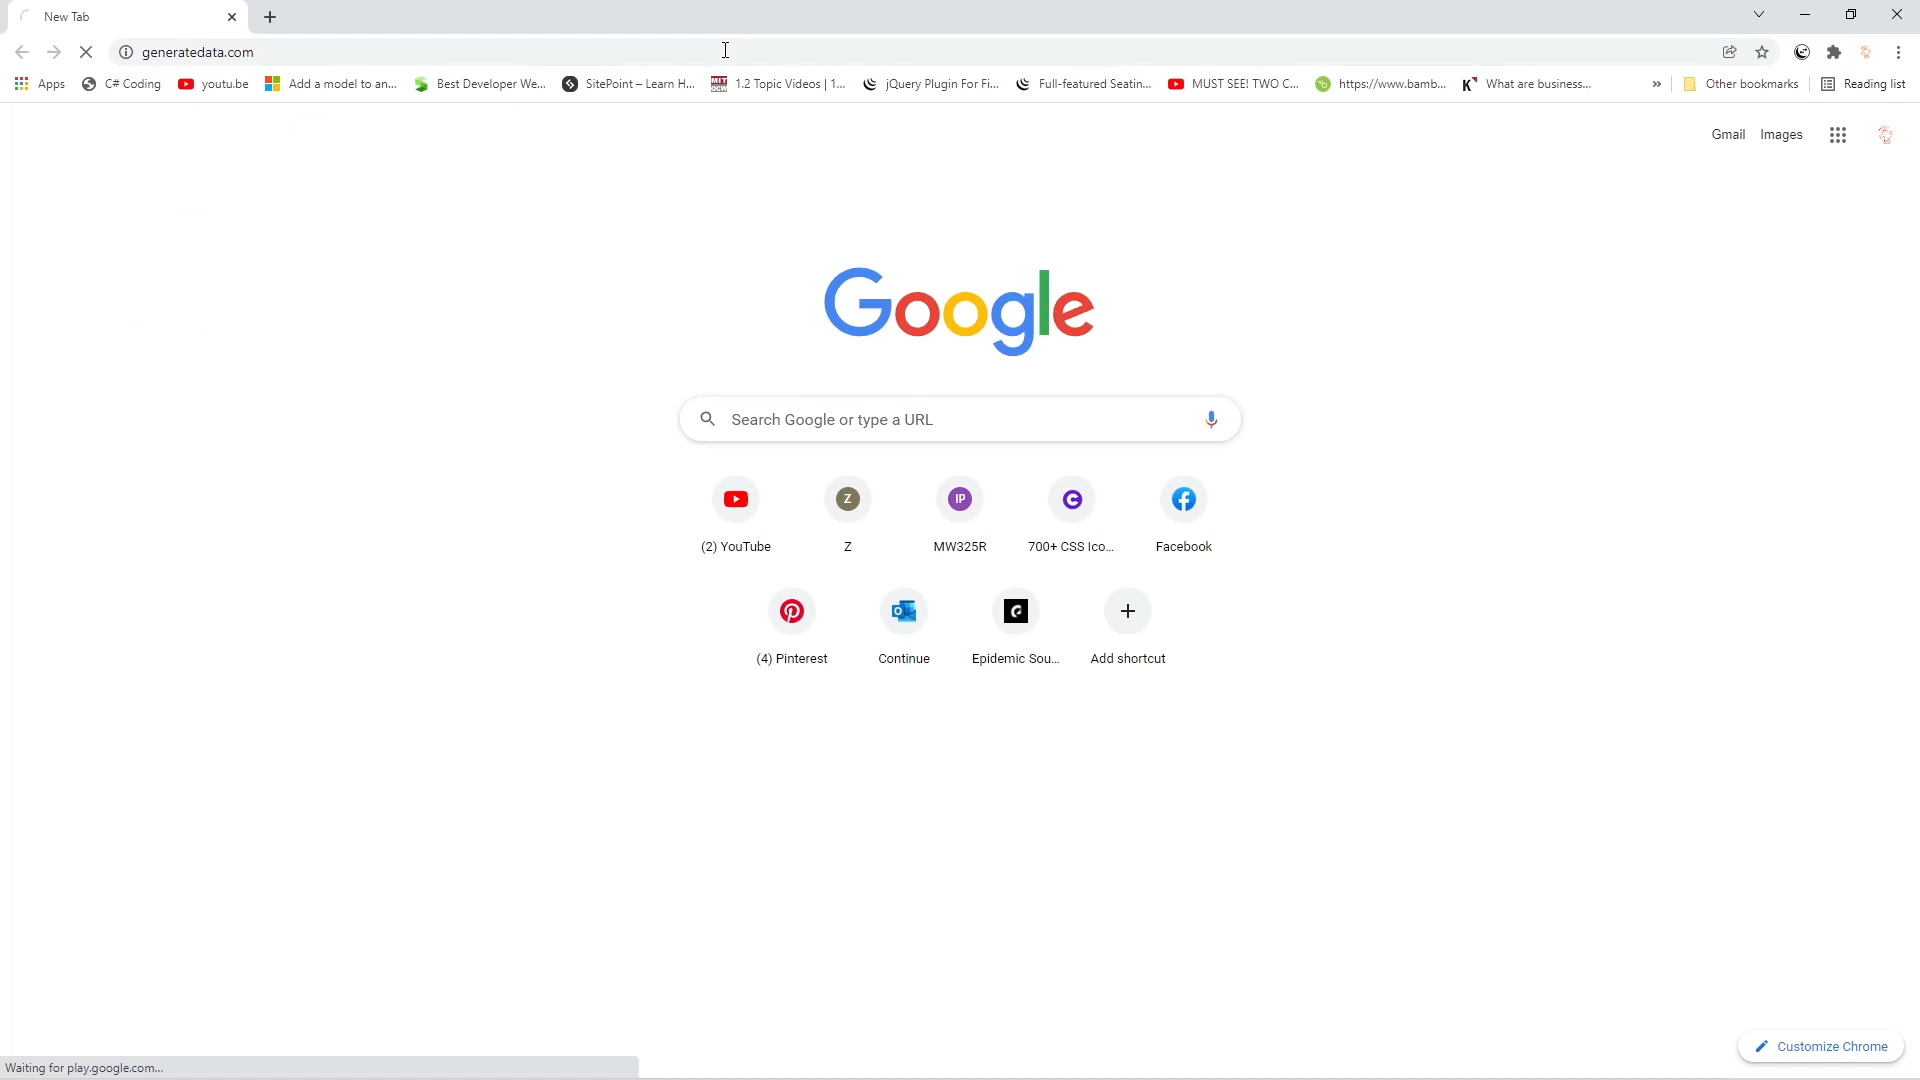 New Tab
generatedata.com
Apps C# Coding youtu.be Add a model to an... Best Developer We... SitePoint – Learn H... 1.2 Topic Videos | 1... jQuery Plugin For Fi... Full-featured Seatin... MUST SEE! TWO C... https://www.bamb... What are business... » Other bookmarks Reading list
Gmail Images
Google
Search Google or type a URL
Z IP
(2) YouTube Z MW325R 700+ CSS Ico... Facebook
(4) Pinterest Continue Epidemic Sou... Add shortcut
Customize Chrome
Waiting for play.google.com...